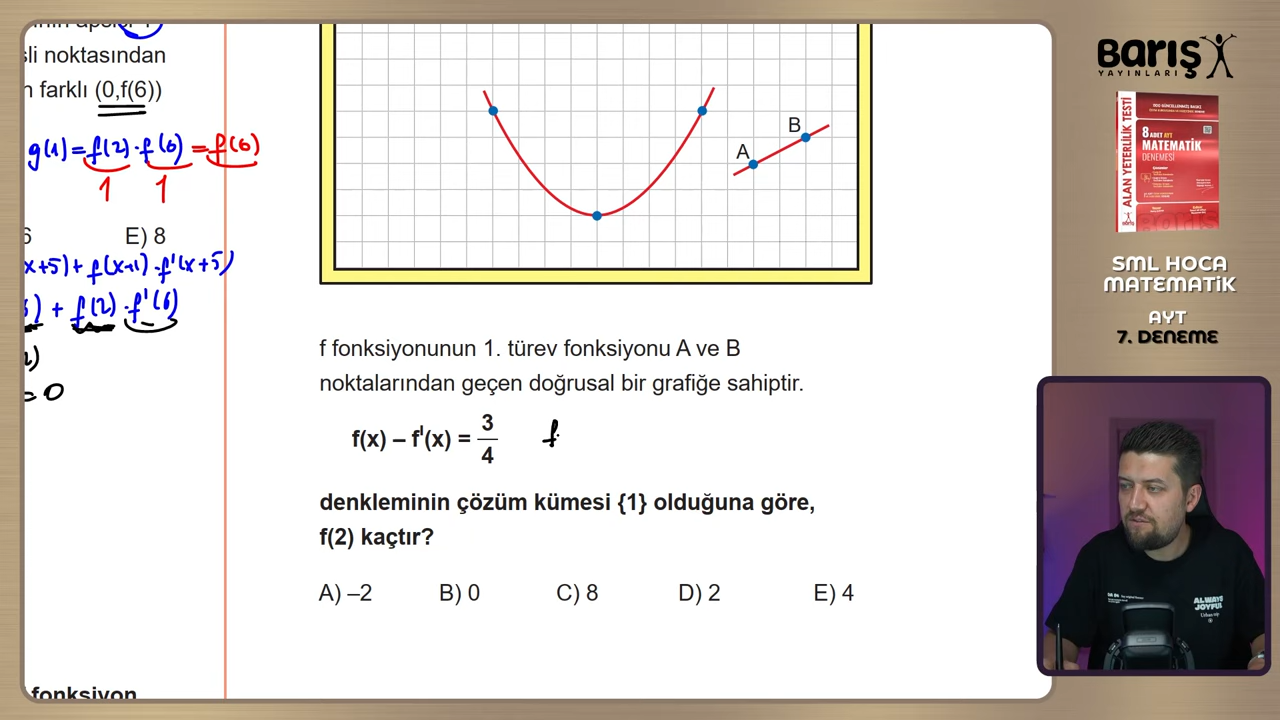 sli noktasından
n farklı (0,f(6))
g(1)=f(2)·f(6)=f(6)
1 1
6 E) 8
x+5)+f(x+1)·f'(x+5)
+ f(2)·f'(6)
= 0
fonksiyon
A
B
f fonksiyonunun 1. türev fonksiyonu A ve B
noktalarından geçen doğrusal bir grafiğe sahiptir.
f(x) – f'(x) = 3/4 f
denkleminin çözüm kümesi {1} olduğuna göre,
f(2) kaçtır?
A) –2 B) 0 C) 8 D) 2 E) 4
BARIŞ
YAYINLARI
ALAN YETERLİLİK TESTİ
8 ADET AYT
MATEMATİK
DENEMESİ
SML HOCA
MATEMATİK
AYT
7. DENEME
ALWAYS
JOYFUL